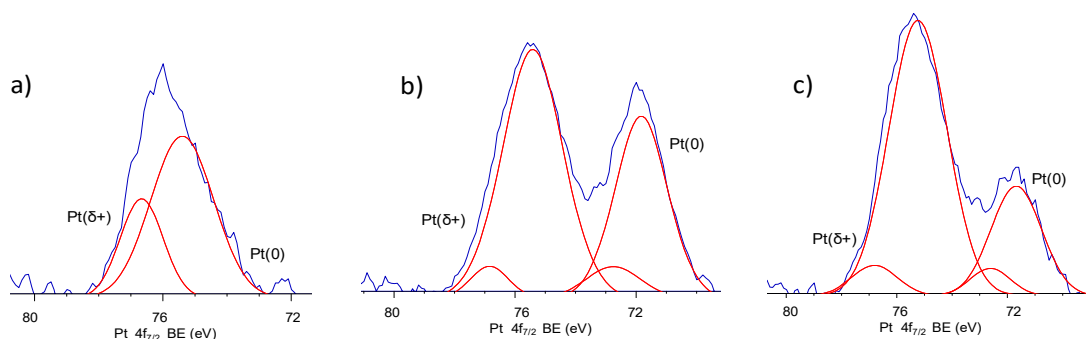 a)
Pt(δ+)
Pt(0)
80
76
72
Pt 4f7/2 BE (eV)
b)
Pt(δ+)
Pt(0)
80
76
72
Pt 4f7/2 BE (eV)
c)
Pt(δ+)
Pt(0)
80
76
72
Pt 4f7/2 BE (eV)